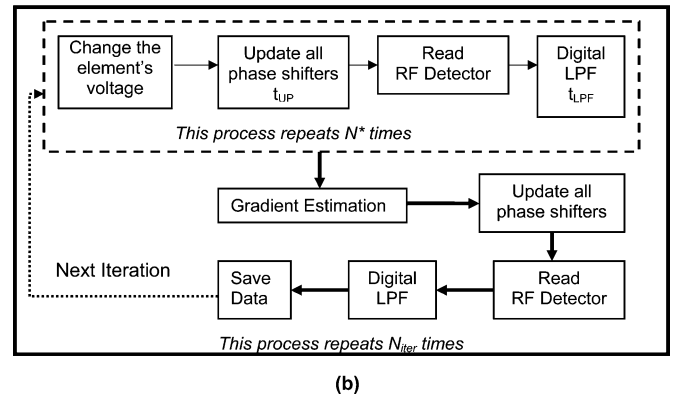 Change the
element's
voltage
Update all
phase shifters
tUP
Read
RF Detector
Digital
LPF
tLPF
This process repeats N* times
Gradient Estimation
Update all
phase shifters
Next Iteration
Save
Data
Digital
LPF
Read
RF Detector
This process repeats Niter times
(b)